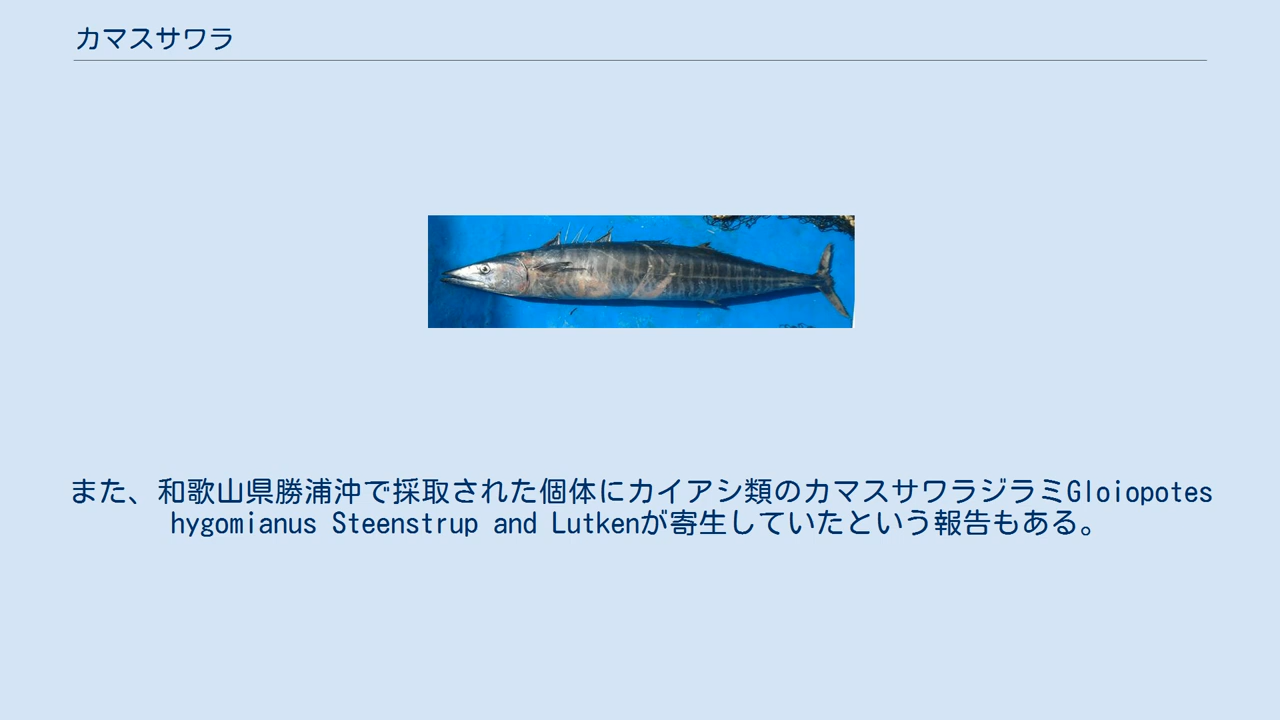 カマスサワラ
また、和歌山県勝浦沖で採取された個体にカイアシ類のカマスサワラジラミGloiopotes
hygomianus Steenstrup and Lutkenが寄生していたという報告もある。